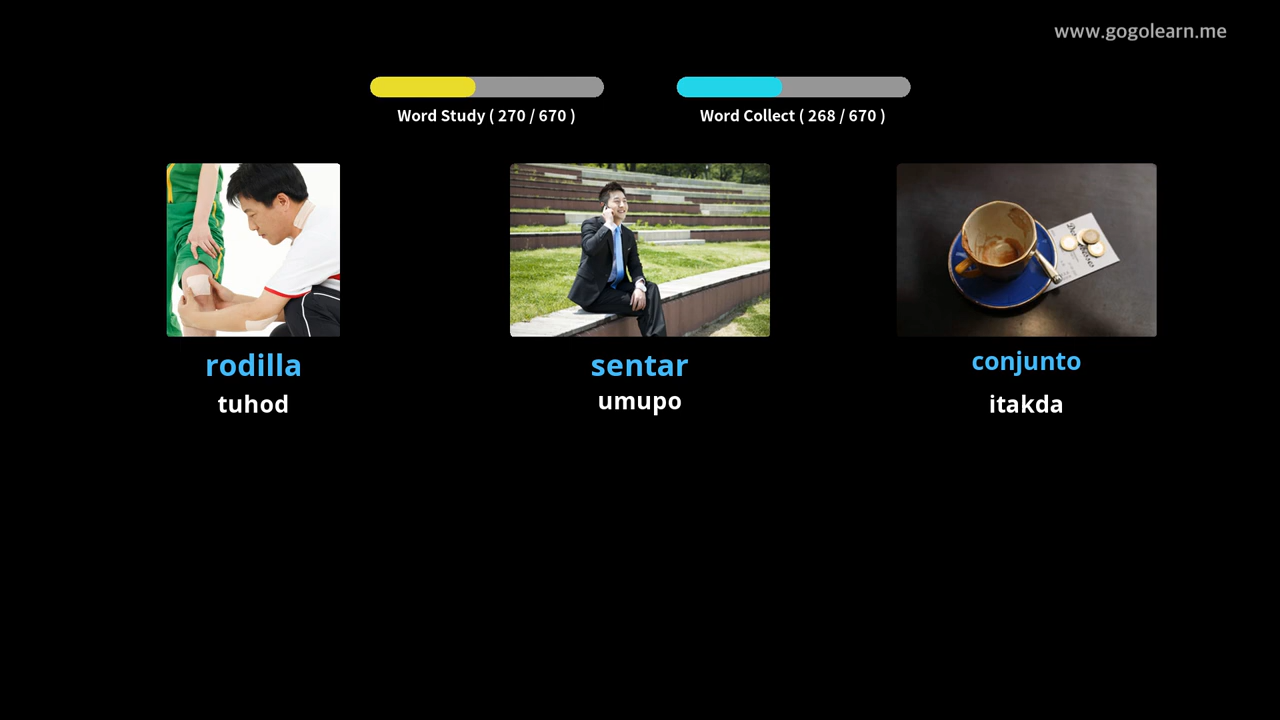 www.gogolearn.me
Word Study ( 270 / 670 )
Word Collect ( 268 / 670 )
rodilla
tuhod
sentar
umupo
conjunto
itakda